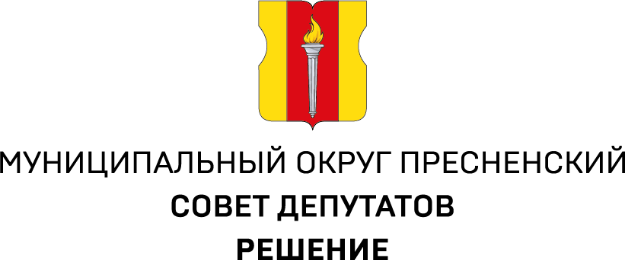 МУНИЦИПАЛЬНЫЙ ОКРУГ ПРЕСНЕНСКИЙ
СОВЕТ ДЕПУТАТОВ
РЕШЕНИЕ